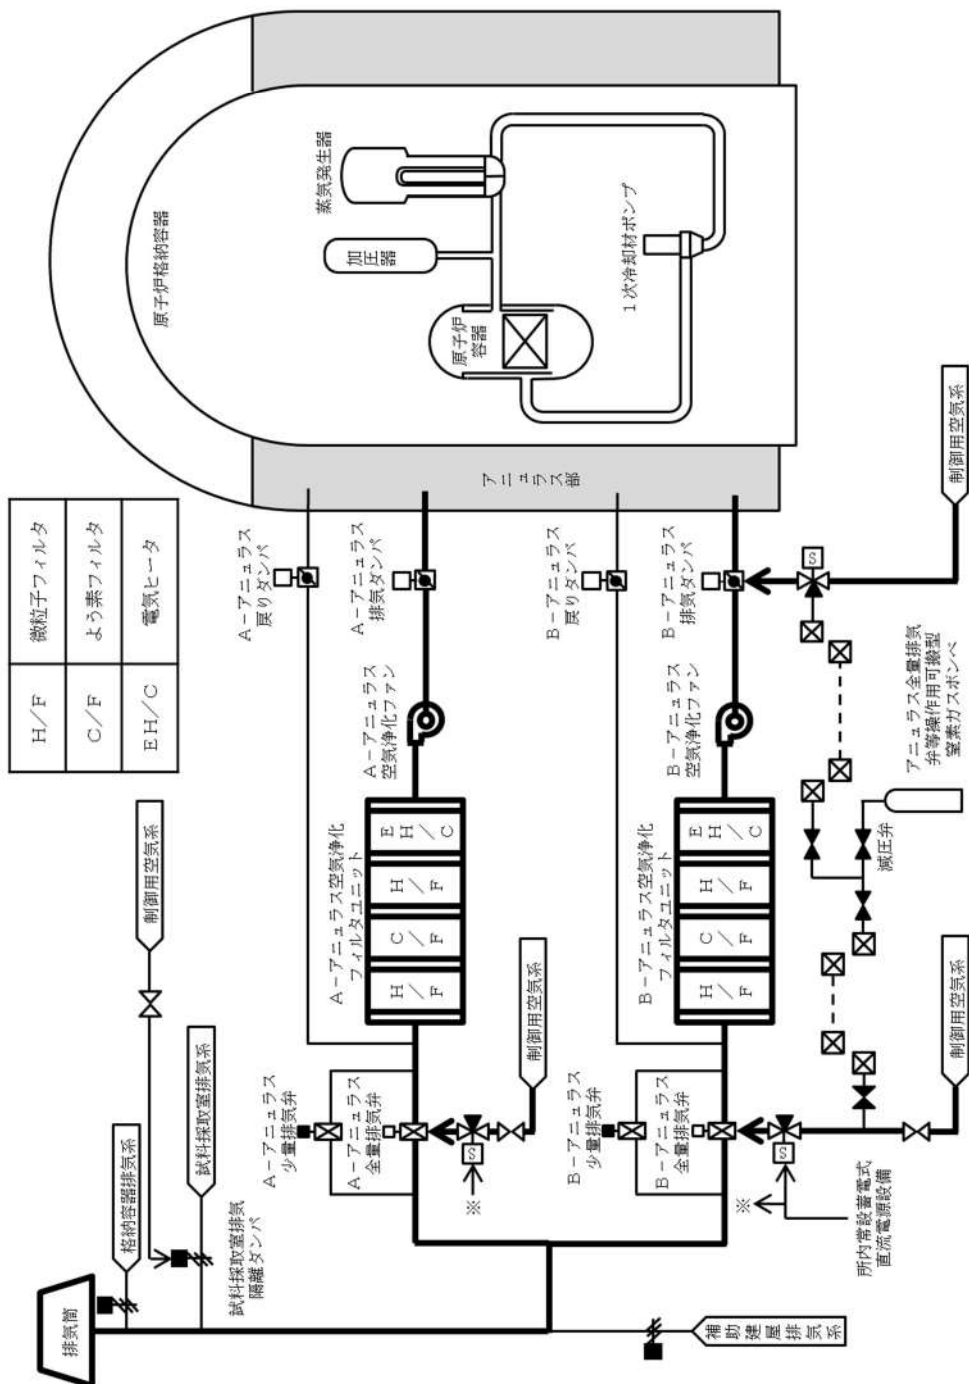 H/F
微粒子フィルタ
C/F
よう素フィルタ
EH/C
電気ヒータ
原子炉格納容器
蒸気発生器
加圧器
原子炉
容器
1次冷却材ポンプ
アニュラス部
排気筒
格納容器排気系
試料採取室排気系
制御用空気系
試料採取室排気
隔離ダンパ
A-アニュラス
戻りダンパ
A-アニュラス
排気ダンパ
A-アニュラス
空気浄化ファン
A-アニュラス空気浄化
フィルタユニット
H/F
C/F
H/F
EH/C
A-アニュラス
少量排気弁
A-アニュラス
全量排気弁
制御用空気系
S
※
B-アニュラス
戻りダンパ
B-アニュラス
排気ダンパ
B-アニュラス
空気浄化ファン
B-アニュラス空気浄化
フィルタユニット
H/F
C/F
H/F
EH/C
B-アニュラス
少量排気弁
B-アニュラス
全量排気弁
S
※
所内常設蓄電式
直流電源設備
制御用空気系
S
制御用空気系
減圧弁
アニュラス全量排気
弁等操作用可搬型
窒素ガスボンベ
補助建屋排気系